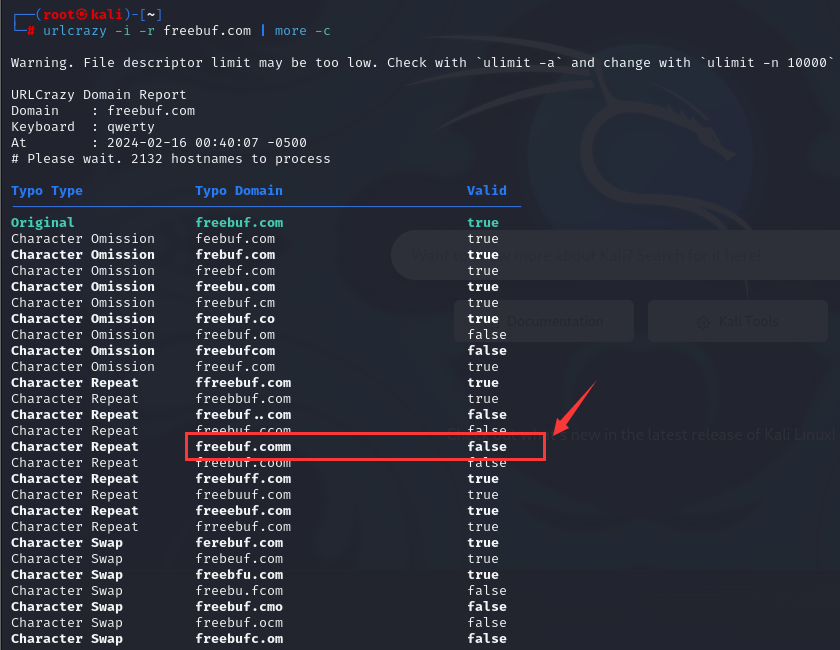 ┌──(root㉿kali)-[~]
└─# urlcrazy -i -r freebuf.com | more -c
Warning. File descriptor limit may be too low. Check with `ulimit -a` and change with `ulimit -n 10000`
URLCrazy Domain Report
Domain    : freebuf.com
Keyboard  : qwerty
At        : 2024-02-16 00:40:07 -0500
# Please wait. 2132 hostnames to process
Typo Type Typo Domain Valid
Original freebuf.com true
Character Omission feebuf.com true
Character Omission frebuf.com true
Character Omission freebf.com true
Character Omission freebu.com true
Character Omission freebuf.cm true
Character Omission freebuf.co true
Character Omission freebuf.om false
Character Omission freebufcom false
Character Omission freeuf.com true
Character Repeat ffreebuf.com true
Character Repeat freebbuf.com true
Character Repeat freebuf..com false
Character Repeat freebuf.ccom false
Character Repeat freebuf.comm false
Character Repeat freebuf.coom false
Character Repeat freebuff.com true
Character Repeat freebuuf.com true
Character Repeat freeebuf.com true
Character Repeat frreebuf.com true
Character Swap ferebuf.com true
Character Swap frebeuf.com true
Character Swap freebfu.com true
Character Swap freebu.fcom false
Character Swap freebuf.cmo false
Character Swap freebuf.ocm false
Character Swap freebufc.om false
Want to more about Kali? Search for it here!
Documentation
Kali Tools
what's new in the latest release of Kali Linux!